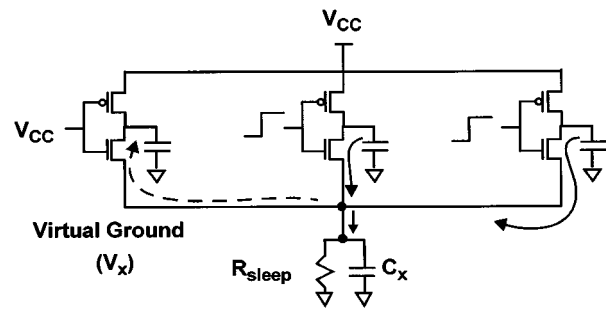 V_CC
V_CC
Virtual Ground
(V_x)
R_sleep
C_x